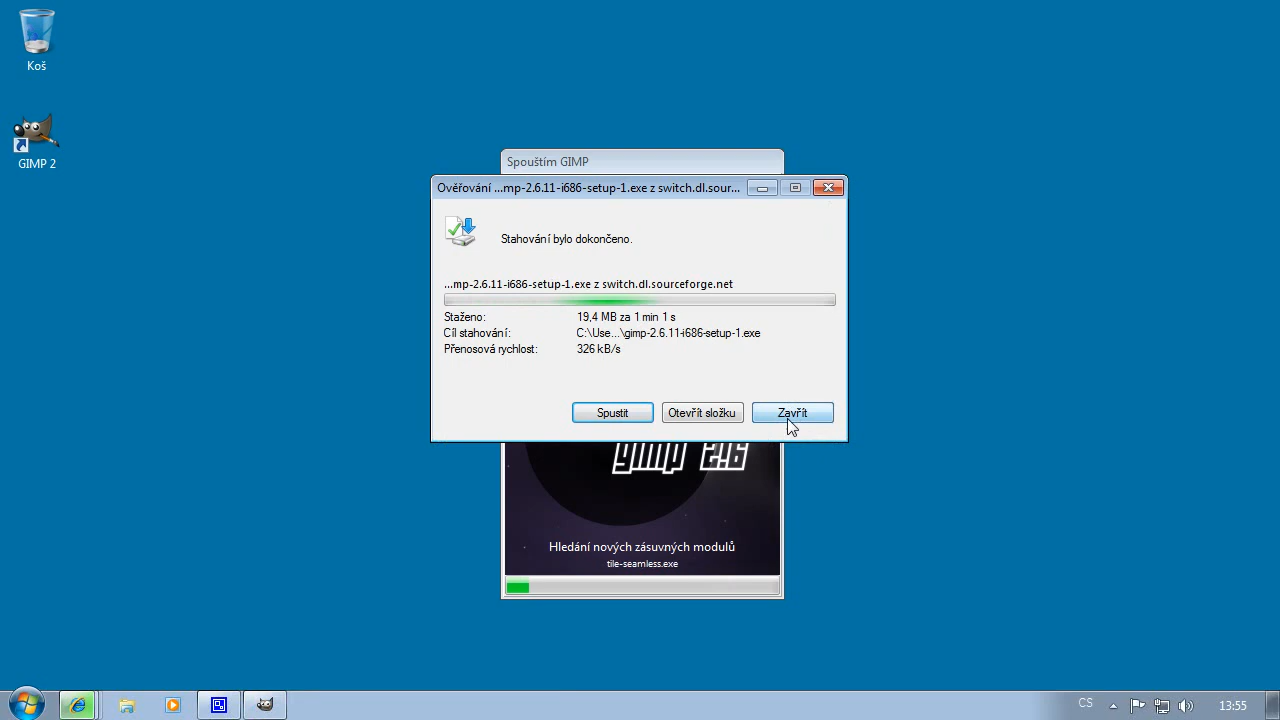 Koš
GIMP 2
Spouštím GIMP
Ověřování ...mp-2.6.11-i686-setup-1.exe z switch.dl.sour...
Stahování bylo dokončeno.
...mp-2.6.11-i686-setup-1.exe z switch.dl.sourceforge.net
Staženo: 19,4 MB za 1 min 1 s
Cíl stahování: C:\Use...\gimp-2.6.11-i686-setup-1.exe
Přenosová rychlost: 326 kB/s
Spustit Otevřít složku Zavřít
gimp 2.6
Hledání nových zásuvných modulů
tile-seamless.exe
CS 13:55